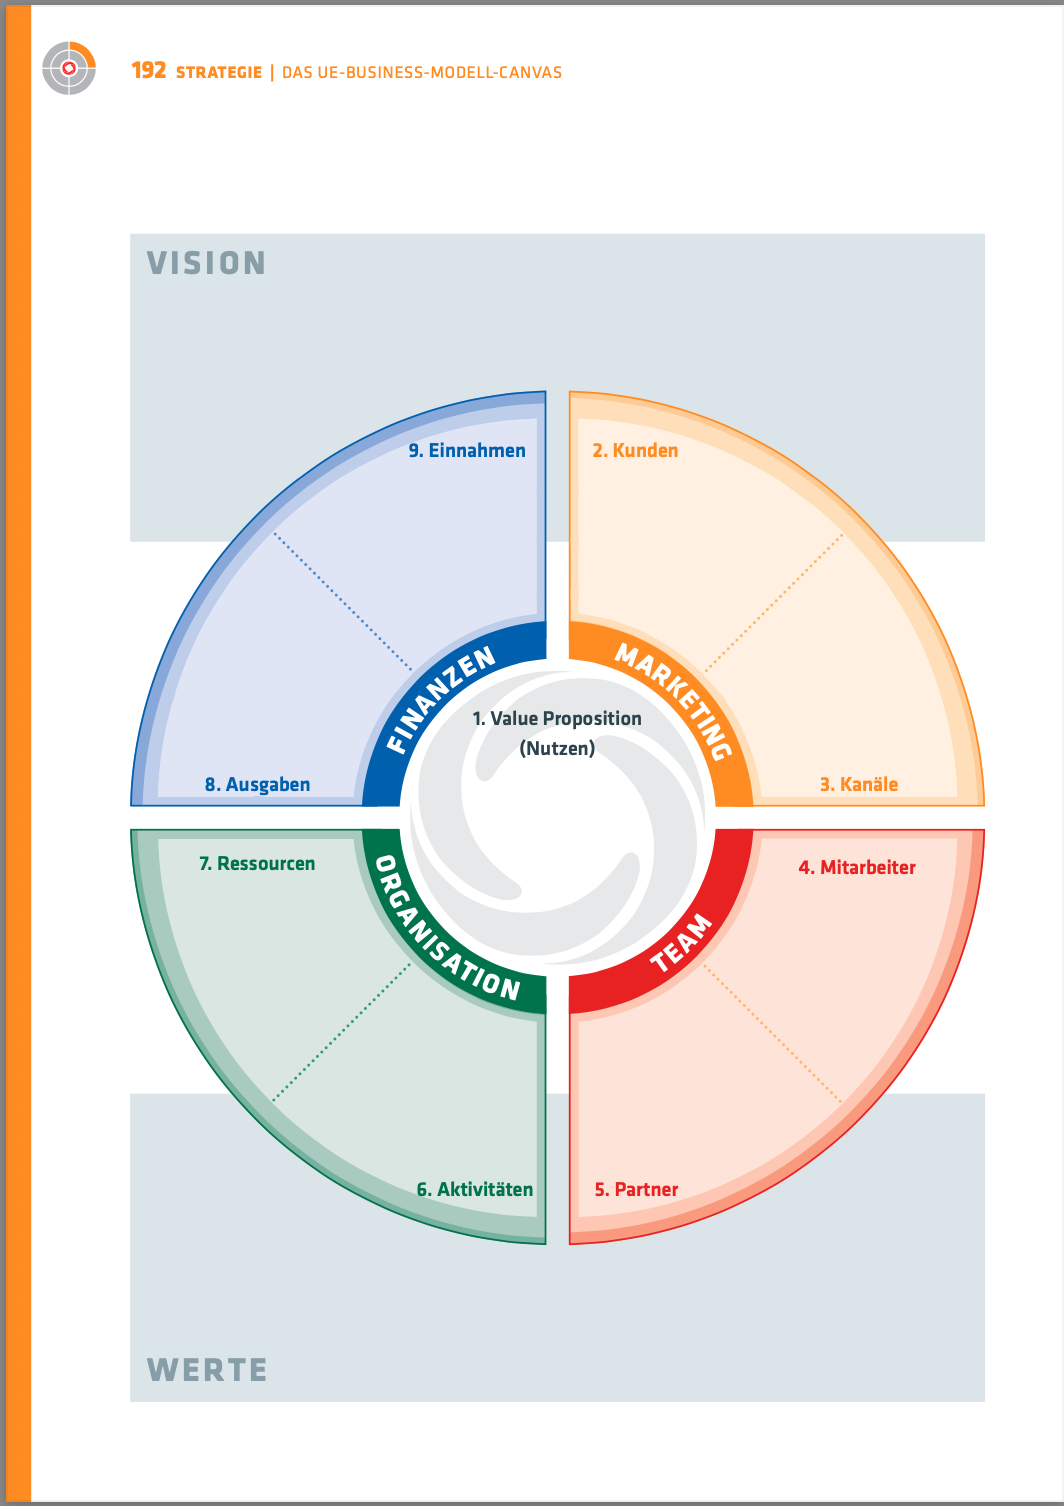 192 STRATEGIE | DAS UE-BUSINESS-MODELL-CANVAS
VISION
9. Einnahmen
2. Kunden
FINANZEN
MARKETING
1. Value Proposition
(Nutzen)
8. Ausgaben
3. Kanäle
7. Ressourcen
4. Mitarbeiter
ORGANISATION
TEAM
6. Aktivitäten
5. Partner
WERTE